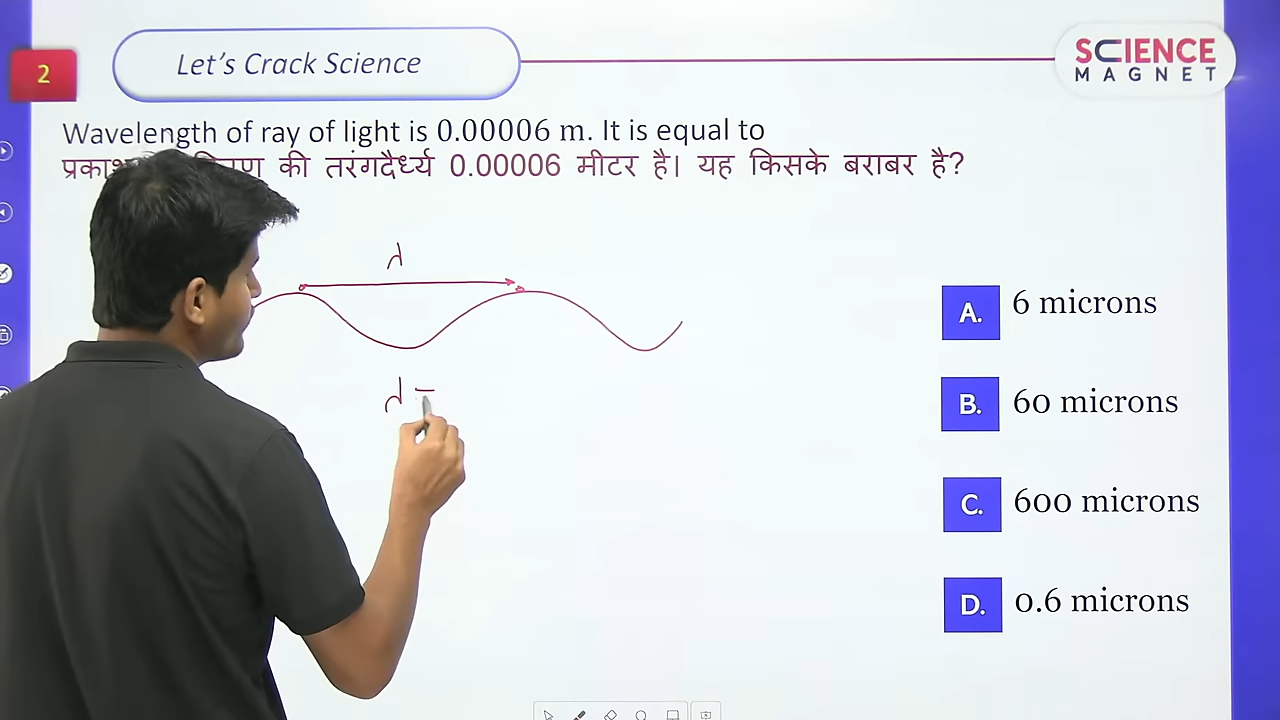 2
Let's Crack Science
SCIENCE
MAGNET
Wavelength of ray of light is 0.00006 m. It is equal to
की तरंगदैर्ध्य 0.00006 मीटर है। यह किसके बराबर है?
λ
λ =
A. 6 microns
B. 60 microns
C. 600 microns
D. 0.6 microns